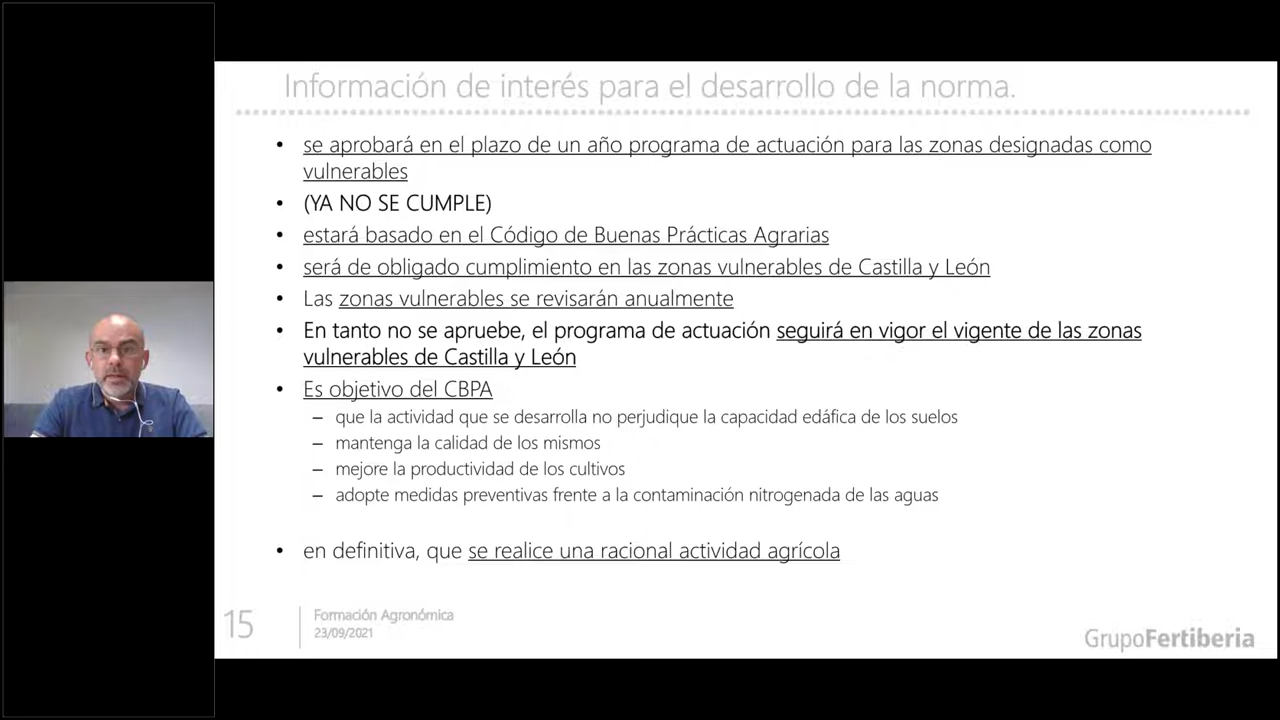 Información de interés para el desarrollo de la norma.
• se aprobará en el plazo de un año programa de actuación para las zonas designadas como
vulnerables
• (YA NO SE CUMPLE)
• estará basado en el Código de Buenas Prácticas Agrarias
• será de obligado cumplimiento en las zonas vulnerables de Castilla y León
• Las zonas vulnerables se revisarán anualmente
• En tanto no se apruebe, el programa de actuación seguirá en vigor el vigente de las zonas
vulnerables de Castilla y León
• Es objetivo del CBPA
– que la actividad que se desarrolla no perjudique la capacidad edáfica de los suelos
– mantenga la calidad de los mismos
– mejore la productividad de los cultivos
– adopte medidas preventivas frente a la contaminación nitrogenada de las aguas
• en definitiva, que se realice una racional actividad agrícola
15
Formación Agronómica
23/09/2021
GrupoFertiberia